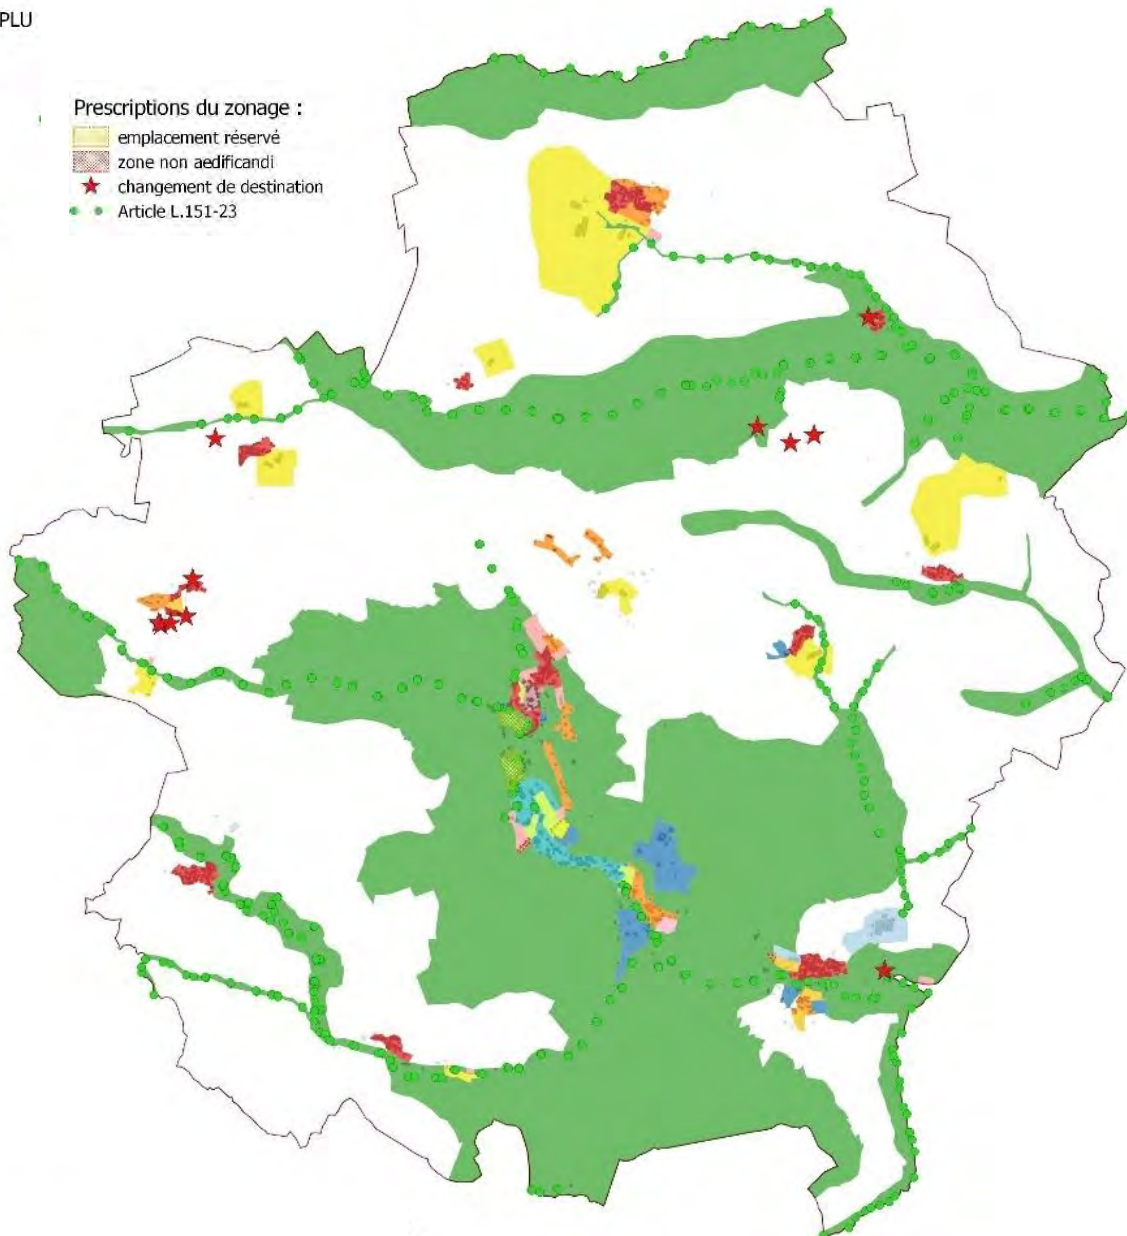 PLU
Prescriptions du zonage :
emplacement réservé
zone non aedificandi
changement de destination
Article L.151-23